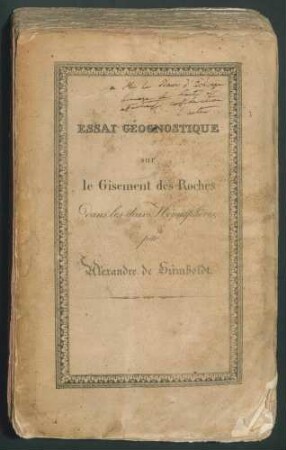 ESSAI GÉOGNOSTIQUE
sur
le Gisement des Roches
dans les deux Hémisphères,
par
Alexandre de Humboldt.